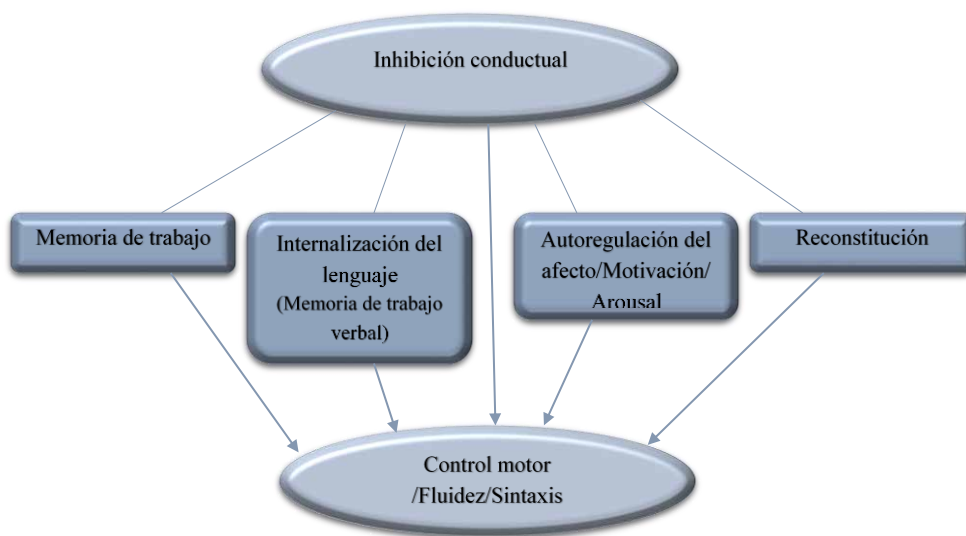 Inhibición conductual
Memoria de trabajo
Internalización del
lenguaje
(Memoria de trabajo
verbal)
Autoregulación del
afecto/Motivación/
Arousal
Reconstitución
Control motor
/Fluidez/Sintaxis